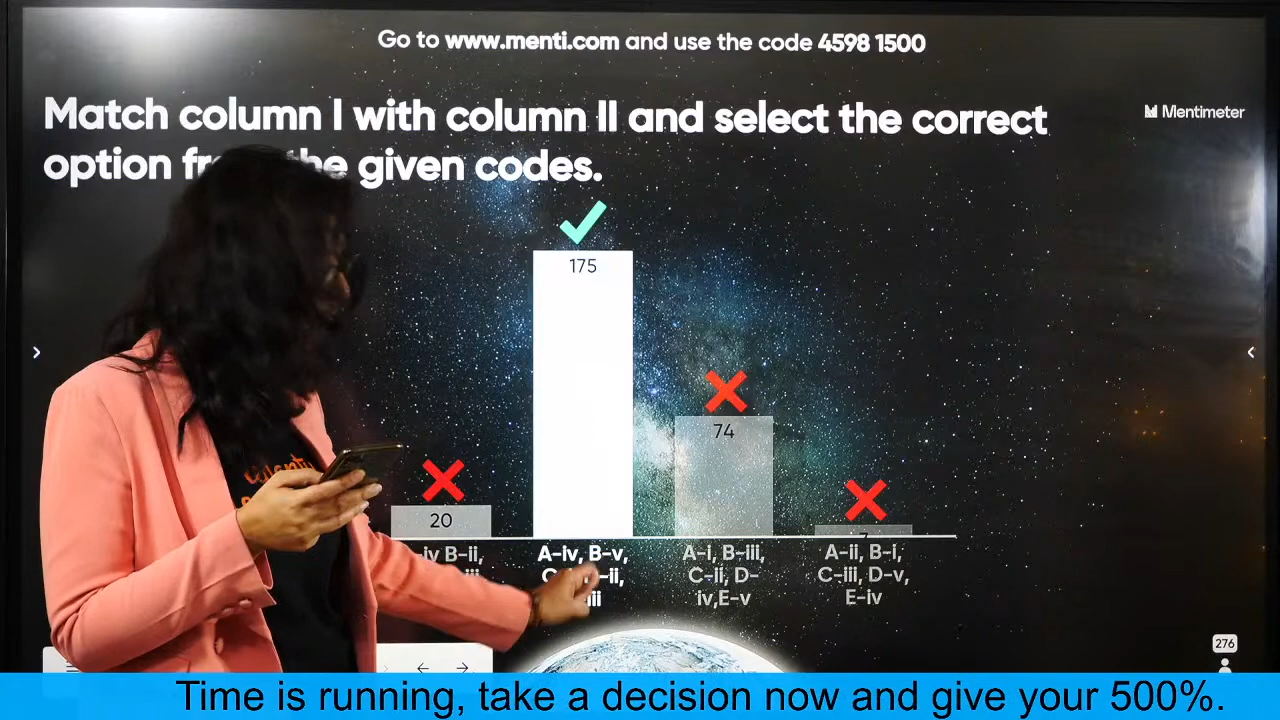 Go to www.menti.com and use the code 4598 1500
Match column I with column II and select the correct
option the given codes.
Mentimeter
175
74
20
7
iv B-ii,
A-iv, B-v,
-ii,
iii
A-i, B-iii,
C-ii, D-
iv,E-v
A-ii, B-i,
C-iii, D-v,
E-iv
276
Time is running, take a decision now and give your 500%.